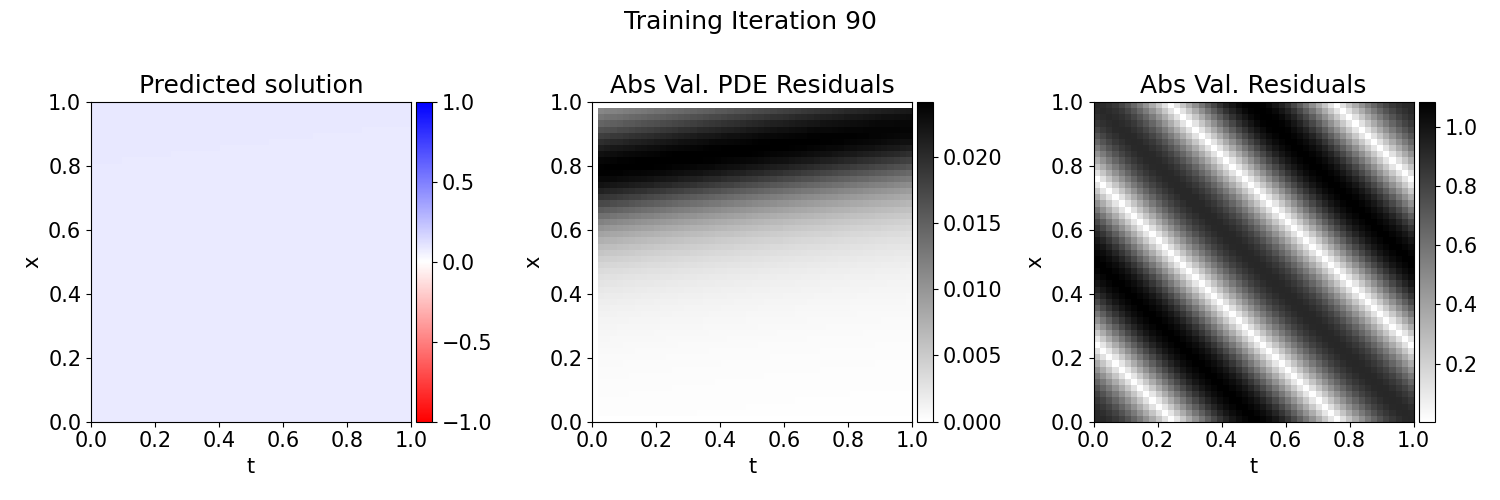 Training Iteration 90
Predicted solution
1.0
0.8
0.6
0.4
0.2
0.0
x
0.0 0.2 0.4 0.6 0.8 1.0
t
1.0
0.5
0.0
−0.5
−1.0
Abs Val. PDE Residuals
1.0
0.8
0.6
0.4
0.2
0.0
x
0.0 0.2 0.4 0.6 0.8 1.0
t
0.020
0.015
0.010
0.005
0.000
Abs Val. Residuals
1.0
0.8
0.6
0.4
0.2
0.0
x
0.0 0.2 0.4 0.6 0.8 1.0
t
1.0
0.8
0.6
0.4
0.2